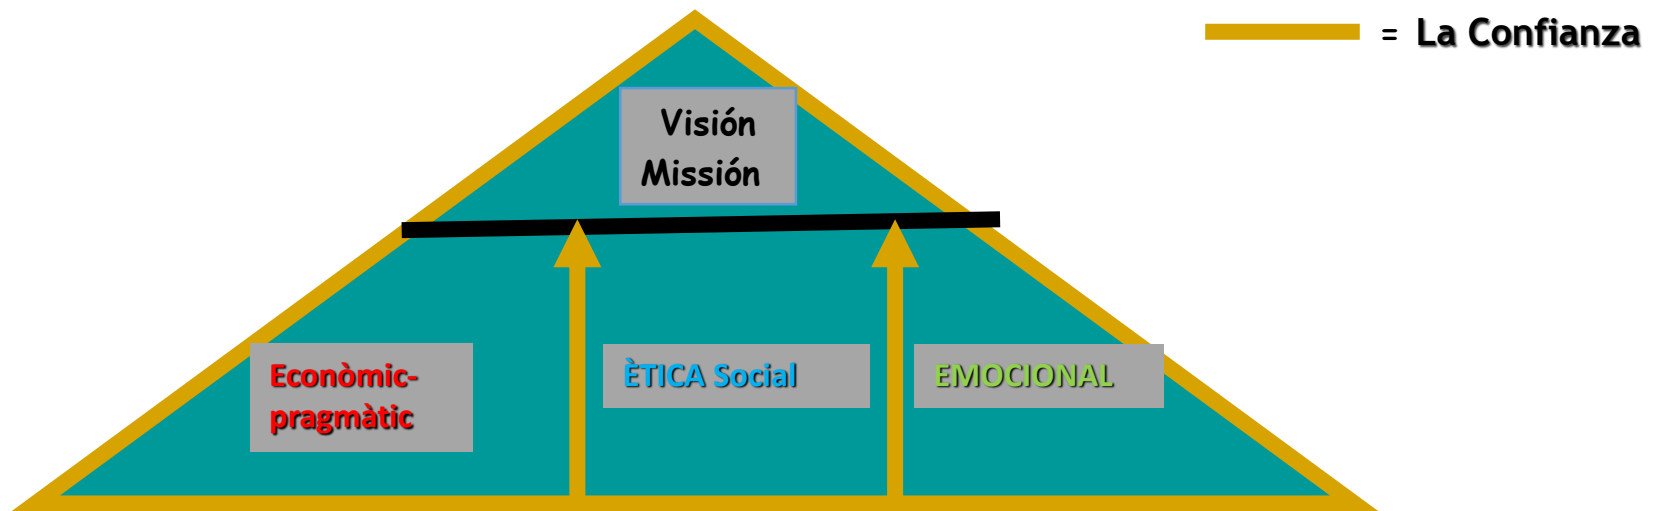 = La Confianza
Visión
Missión
Econòmic-
pragmàtic
ÈTICA Social
EMOCIONAL